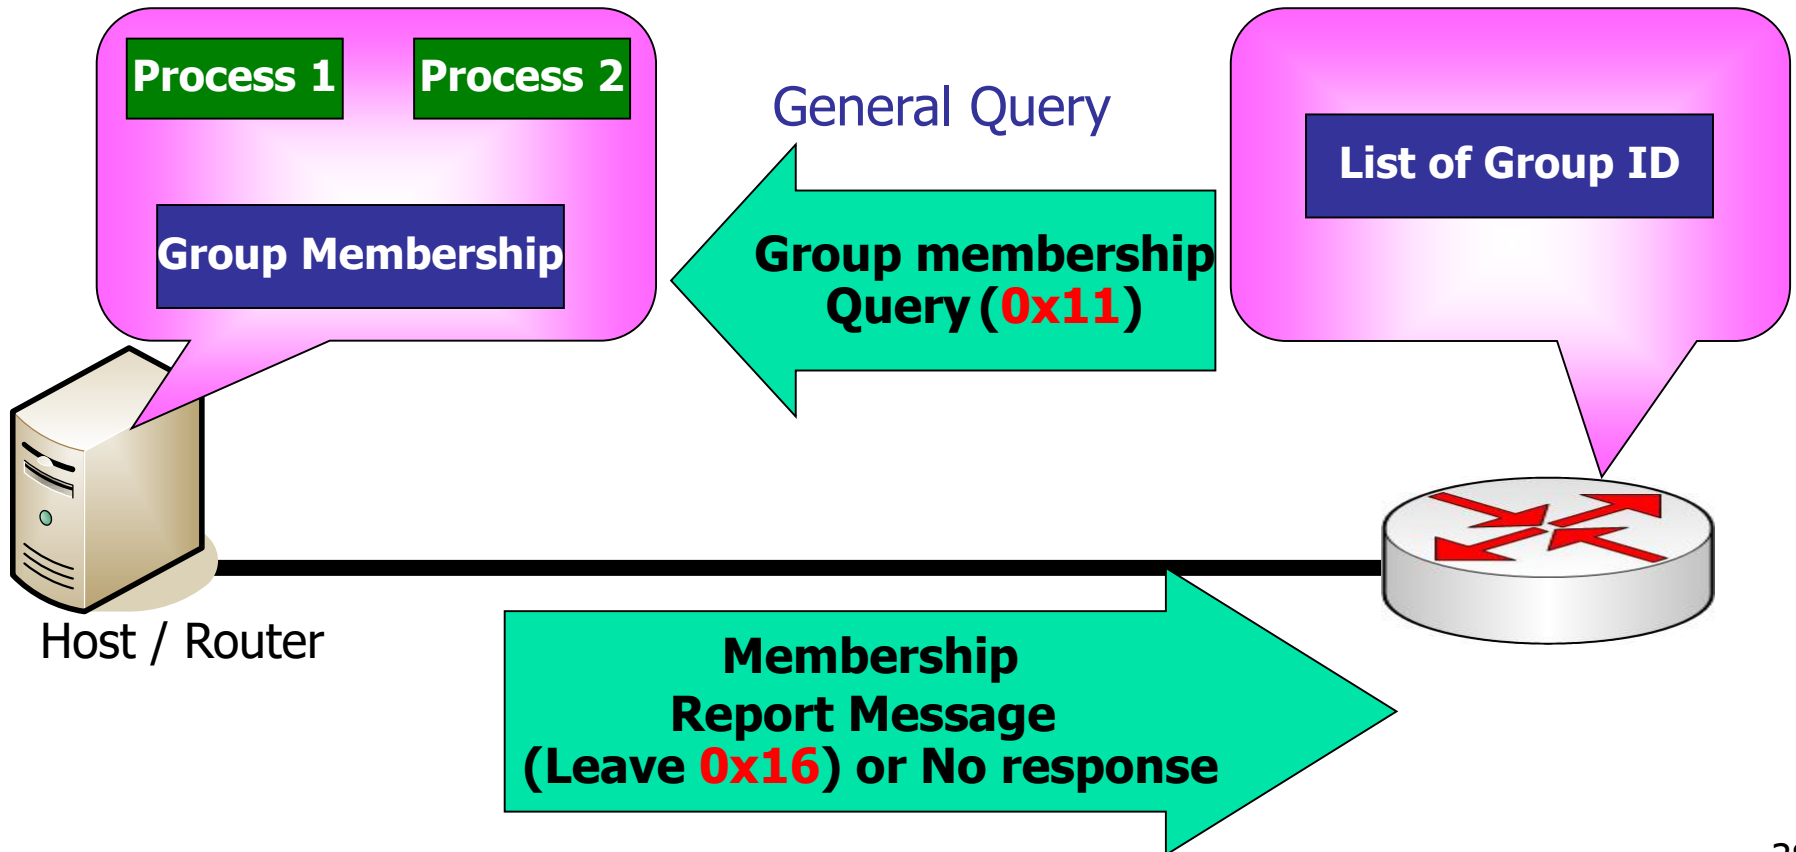 Process 1
Process 2
General Query
List of Group ID
Group Membership
Group membership
Query (0x11)
Host / Router
Membership
Report Message
(Leave 0x16) or No response